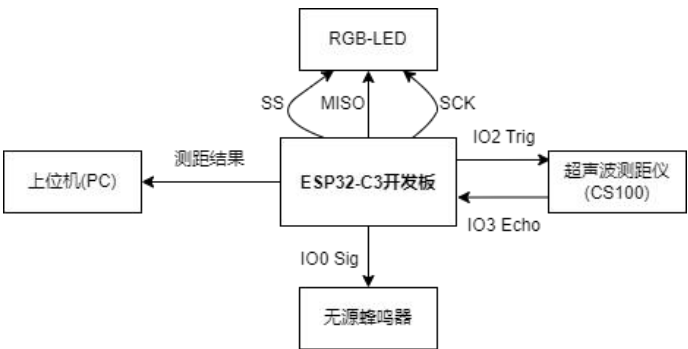 RGB-LED
SS
MISO
SCK
IO2 Trig
测距结果
上位机(PC)
ESP32-C3开发板
超声波测距仪
(CS100)
IO3 Echo
IO0 Sig
无源蜂鸣器